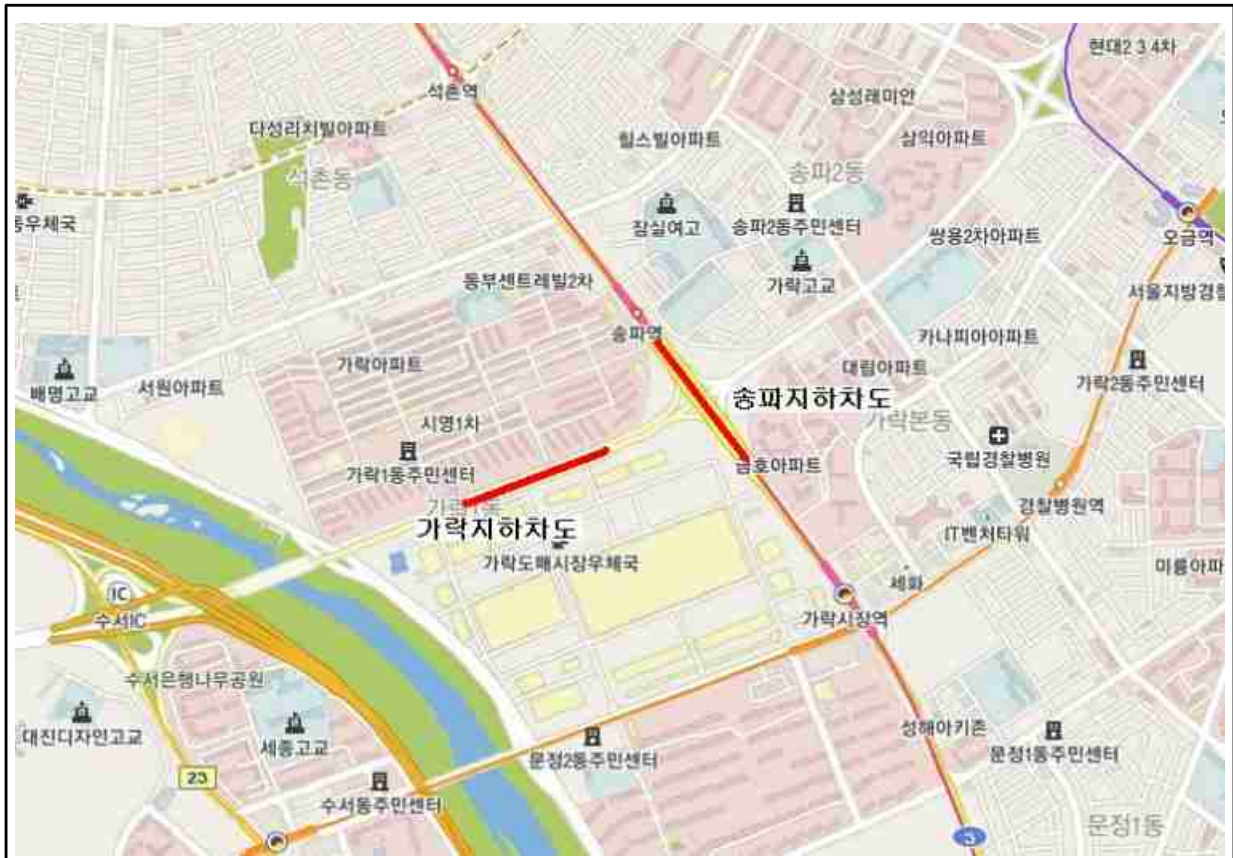 현대2 3 4차
석촌역
삼성래미안
다성리치빌아파트
힐스빌아파트
삼익아파트
석촌동
송파2동
동우체국
잠실여고
송파2동주민센터
쌍용2차아파트
오금역
동부센트레빌2차
가락고교
서울지방경찰
송파역
카나피아아파트
가락아파트
대림아파트
가락2동주민센터
배명고교
서원아파트
송파지하차도
시영1차
가락본동
가락1동주민센터
금호아파트
국립경찰병원
경찰병원역
가락지하차도
IT벤처타워
가락도매시장우체국
미륭아파
세화
IC
수서IC
가락시장역
수서은행나무공원
대진디자인고교
세종고교
성해아키존
문정2동주민센터
문정1동주민센터
23
수서동주민센터
3
문정1동